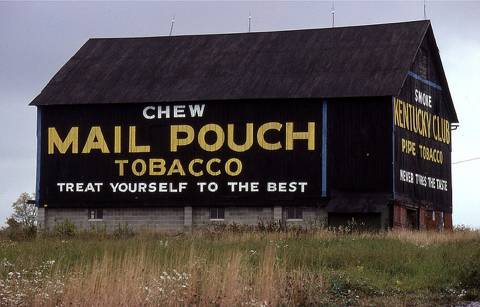 CHEW
MAIL POUCH
TOBACCO
TREAT YOURSELF TO THE BEST
SMOKE
KENTUCKY CLUB
PIPE TOBACCO
NEVER TIRES THE TASTE